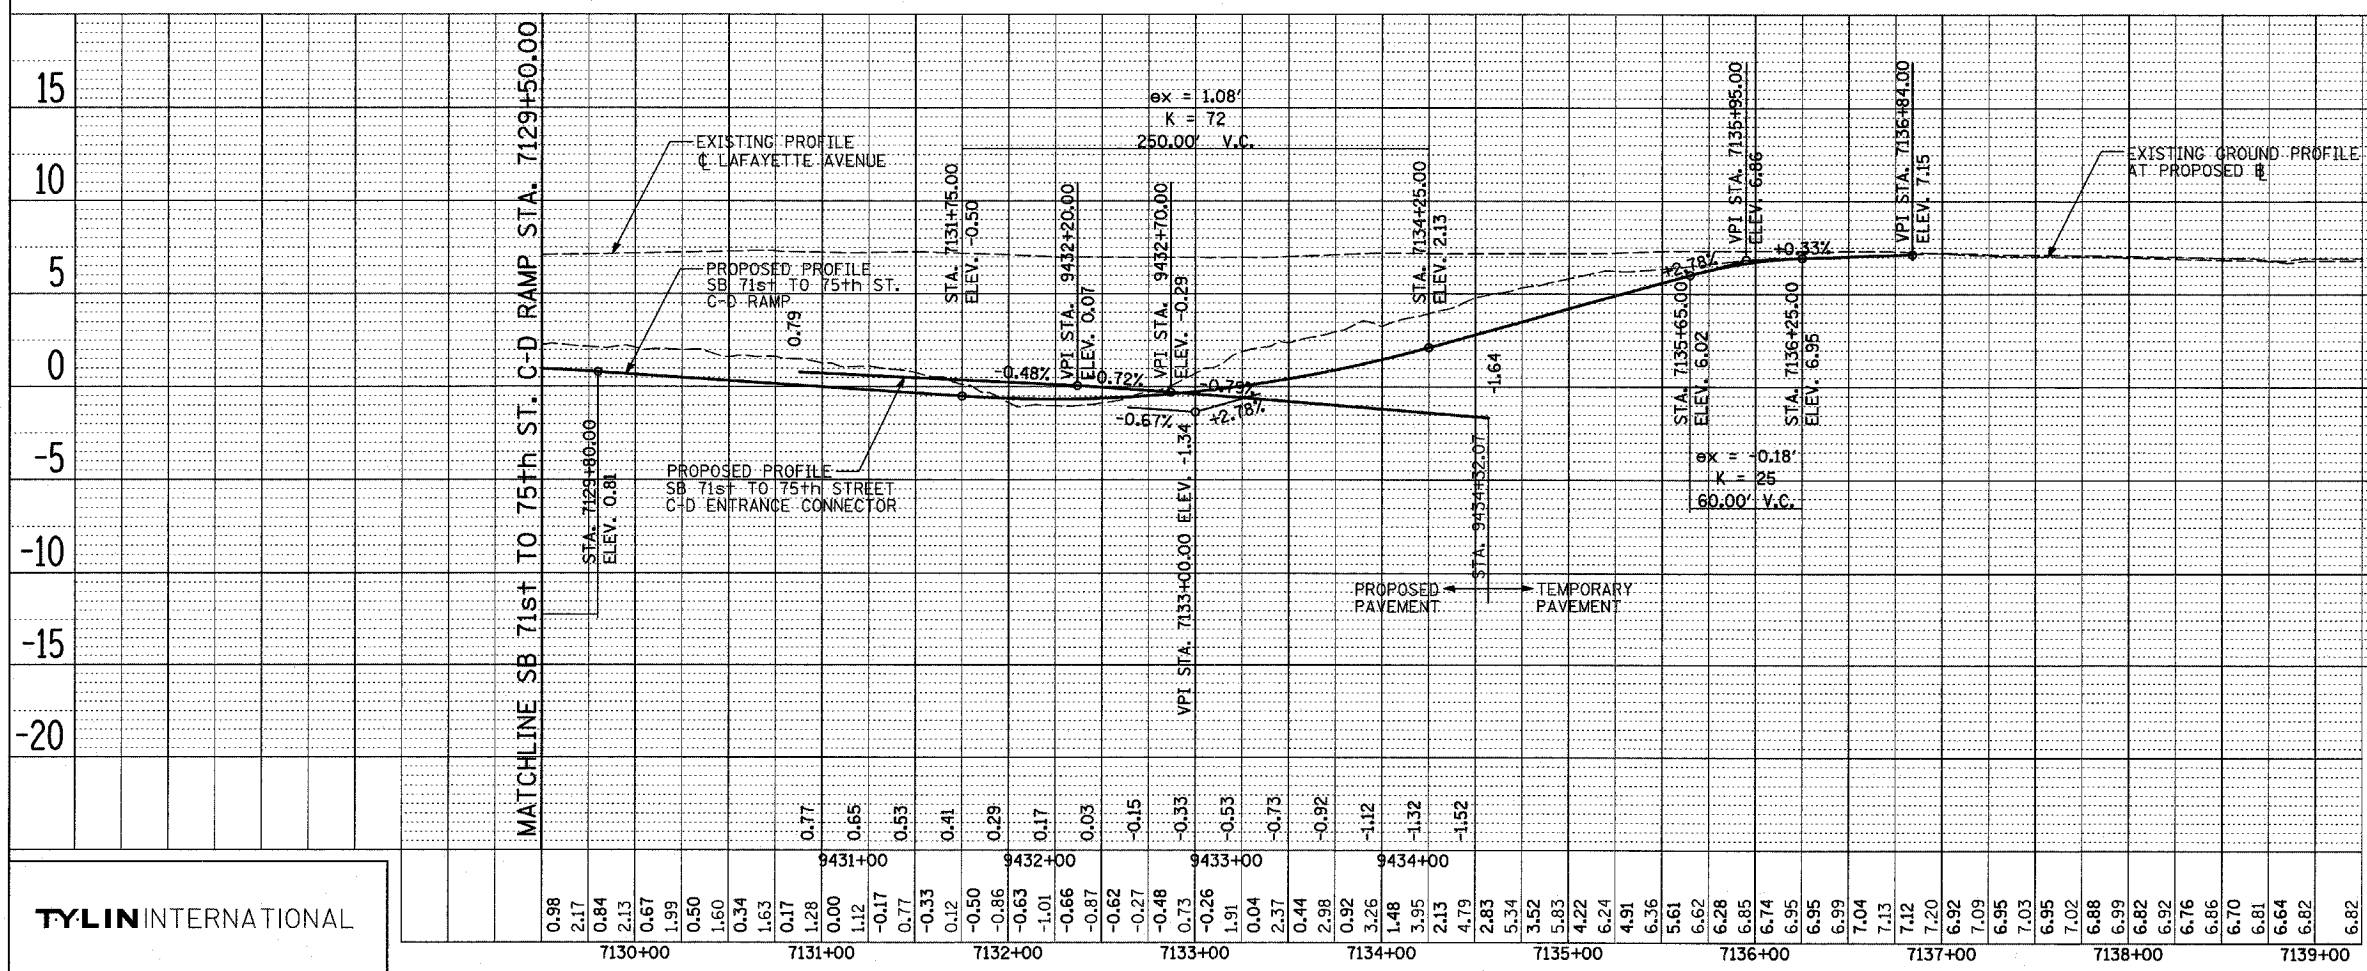 15
10
5
0
-5
-10
-15
-20
MATCHLINE SB 71st TO 75th ST. C-D RAMP STA. 7129+50.00
EXISTING PROFILE
℄ LAFAYETTE AVENUE
PROPOSED PROFILE
SB 71st TO 75th ST.
C-D RAMP
0.79
STA. 7129+80.00
ELEV. 0.81
PROPOSED PROFILE
SB 71st TO 75th STREET
C-D ENTRANCE CONNECTOR
STA. 7131+75.00
ELEV. -0.50
ex = 1.08'
K = 72
250.00' V.C.
VPI STA. 9432+20.00
ELEV. 0.07
VPI STA. 9432+70.00
ELEV. -0.29
-0.48%
-0.72%
-0.79%
-0.67%
+2.78%
VPI STA. 7133+00.00 ELEV. -1.34
STA. 7134+25.00
ELEV. 2.13
-1.64
STA. 9434+32.07
PROPOSED PAVEMENT
TEMPORARY PAVEMENT
+2.78%
+0.33%
VPI STA. 7135+95.00
ELEV. 6.86
VPI STA. 7136+84.00
ELEV. 7.15
STA. 7135+65.00
ELEV. 6.02
STA. 7136+25.00
ELEV. 6.95
ex = -0.18'
K = 25
60.00' V.C.
EXISTING GROUND PROFILE
AT PROPOSED B̲L̲
0.77 0.65 0.53 0.41 0.29 0.17 0.03 -0.15 -0.33 -0.53 -0.73 -0.92 -1.12 -1.32 -1.52
9431+00 9432+00 9433+00 9434+00
0.98 2.17 0.84 2.13 0.67 1.99 0.50 1.60 0.34 1.63 0.17 1.28 0.00 1.12 -0.17 0.77 -0.33 0.12 -0.50 -0.86 -0.63 -1.01 -0.66 -0.87 -0.62 -0.27 -0.48 0.73 -0.26 1.91 0.04 2.37 0.44 2.98 0.92 3.26 1.48 3.95 2.13 4.79 2.83 5.34 3.52 5.83 4.22 6.24 4.91 6.36 5.61 6.62 6.28 6.85 6.74 6.95 6.95 6.99 7.04 7.13 7.12 7.20 6.92 7.09 6.95 7.03 6.95 7.02 6.88 6.99 6.82 6.92 6.76 6.86 6.70 6.81 6.64 6.82 6.82
7130+00 7131+00 7132+00 7133+00 7134+00 7135+00 7136+00 7137+00 7138+00 7139+00
TYLIN INTERNATIONAL